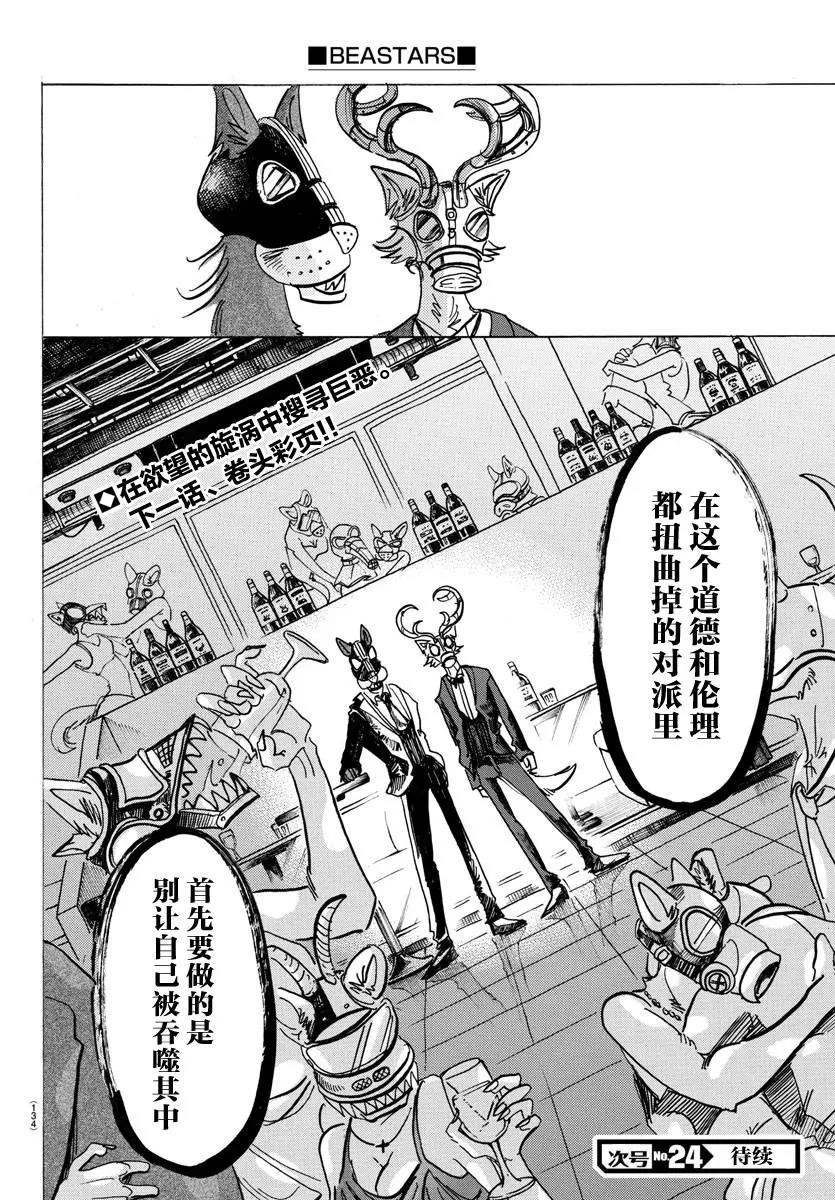 ■BEASTARS■
◆在欲望的旋涡中搜寻巨恶。
下一话、卷头彩页!!
在这个道德和伦理
都扭曲掉的对派里
首先要做的是
别让自己被吞噬其中
(134)
次号No.24 待续